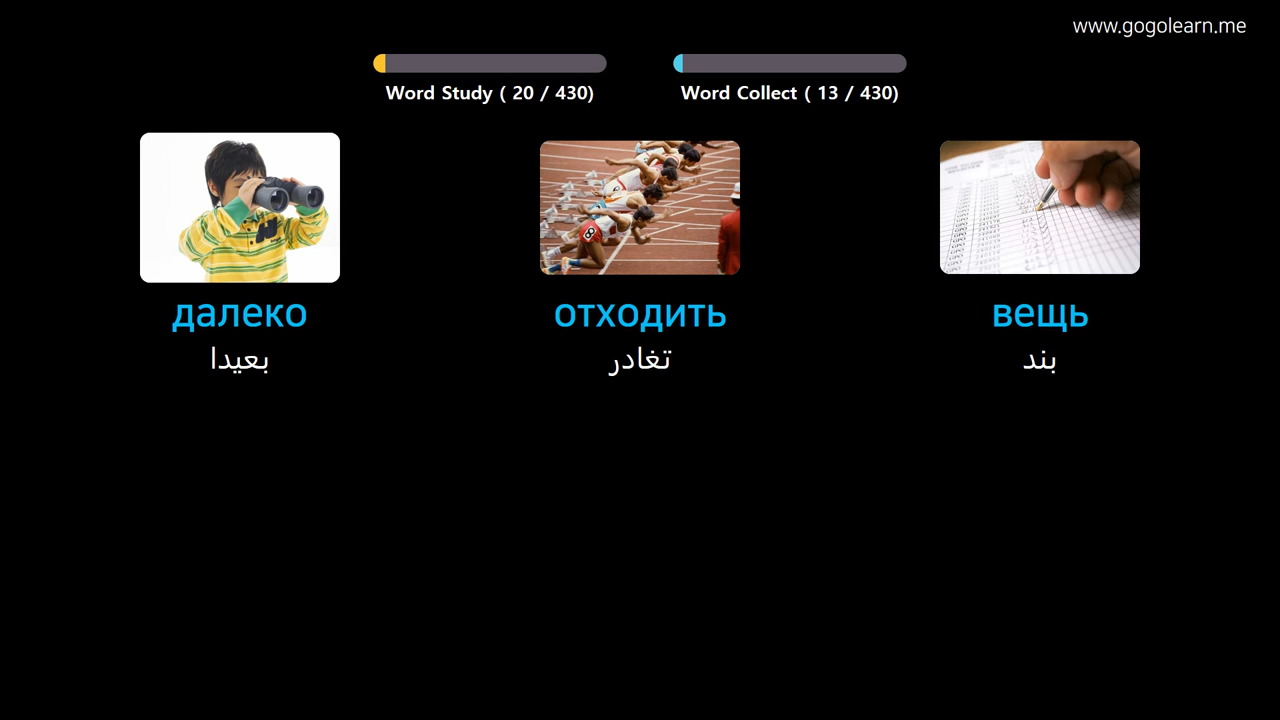 www.gogolearn.me
Word Study ( 20 / 430)
Word Collect ( 13 / 430)
далеко
отходить
вещь
بعيدا
تغادر
بند